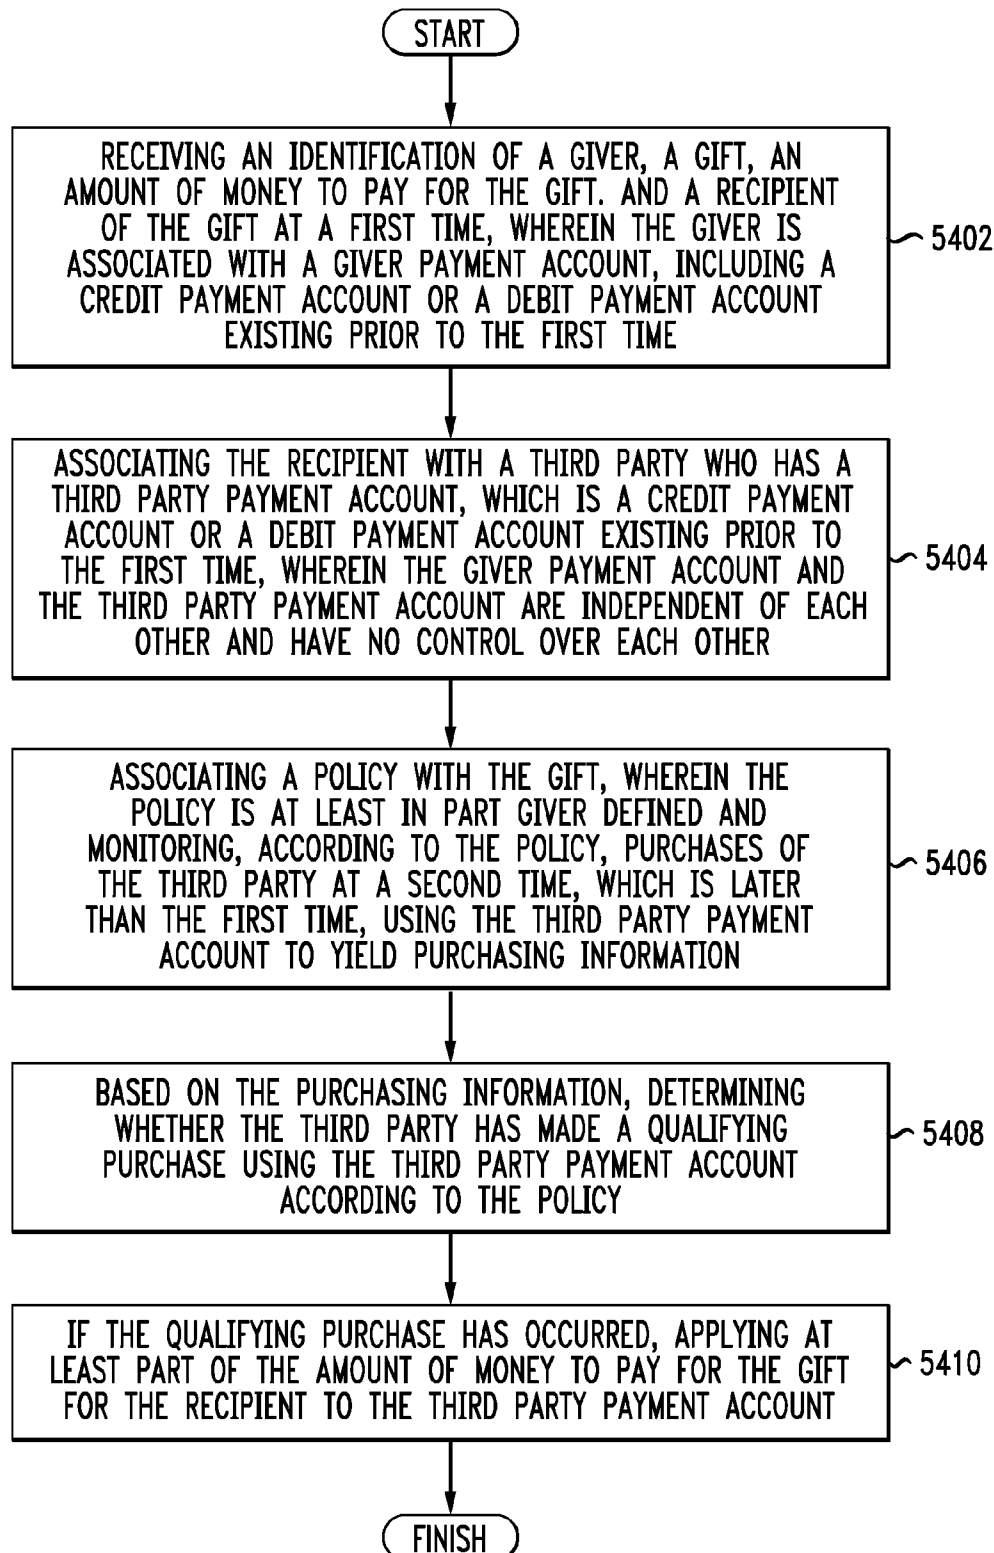 START
RECEIVING AN IDENTIFICATION OF A GIVER, A GIFT, AN
AMOUNT OF MONEY TO PAY FOR THE GIFT. AND A RECIPIENT
OF THE GIFT AT A FIRST TIME, WHEREIN THE GIVER IS
ASSOCIATED WITH A GIVER PAYMENT ACCOUNT, INCLUDING A
CREDIT PAYMENT ACCOUNT OR A DEBIT PAYMENT ACCOUNT
EXISTING PRIOR TO THE FIRST TIME
5402
ASSOCIATING THE RECIPIENT WITH A THIRD PARTY WHO HAS A
THIRD PARTY PAYMENT ACCOUNT, WHICH IS A CREDIT PAYMENT
ACCOUNT OR A DEBIT PAYMENT ACCOUNT EXISTING PRIOR TO
THE FIRST TIME, WHEREIN THE GIVER PAYMENT ACCOUNT AND
THE THIRD PARTY PAYMENT ACCOUNT ARE INDEPENDENT OF EACH
OTHER AND HAVE NO CONTROL OVER EACH OTHER
5404
ASSOCIATING A POLICY WITH THE GIFT, WHEREIN THE
POLICY IS AT LEAST IN PART GIVER DEFINED AND
MONITORING, ACCORDING TO THE POLICY, PURCHASES OF
THE THIRD PARTY AT A SECOND TIME, WHICH IS LATER
THAN THE FIRST TIME, USING THE THIRD PARTY PAYMENT
ACCOUNT TO YIELD PURCHASING INFORMATION
5406
BASED ON THE PURCHASING INFORMATION, DETERMINING
WHETHER THE THIRD PARTY HAS MADE A QUALIFYING
PURCHASE USING THE THIRD PARTY PAYMENT ACCOUNT
ACCORDING TO THE POLICY
5408
IF THE QUALIFYING PURCHASE HAS OCCURRED, APPLYING AT
LEAST PART OF THE AMOUNT OF MONEY TO PAY FOR THE GIFT
FOR THE RECIPIENT TO THE THIRD PARTY PAYMENT ACCOUNT
5410
FINISH